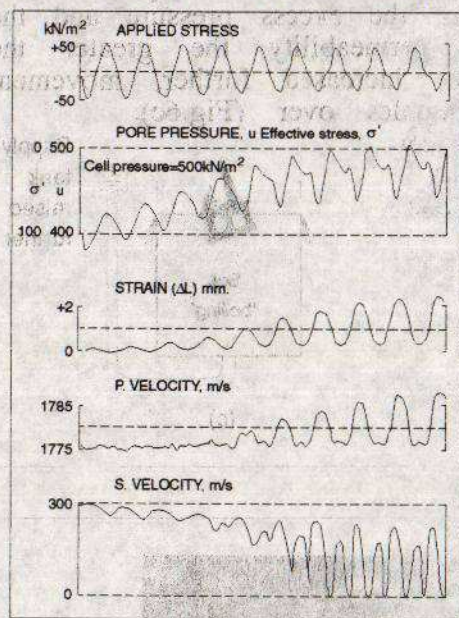 kN/m² APPLIED STRESS
+50
-50
PORE PRESSURE, u Effective stress, σ'
0 500
Cell pressure=500kN/m²
σ' u
100 400
STRAIN (ΔL) mm.
+2
0
P. VELOCITY, m/s
1785
1775
S. VELOCITY, m/s
300
0